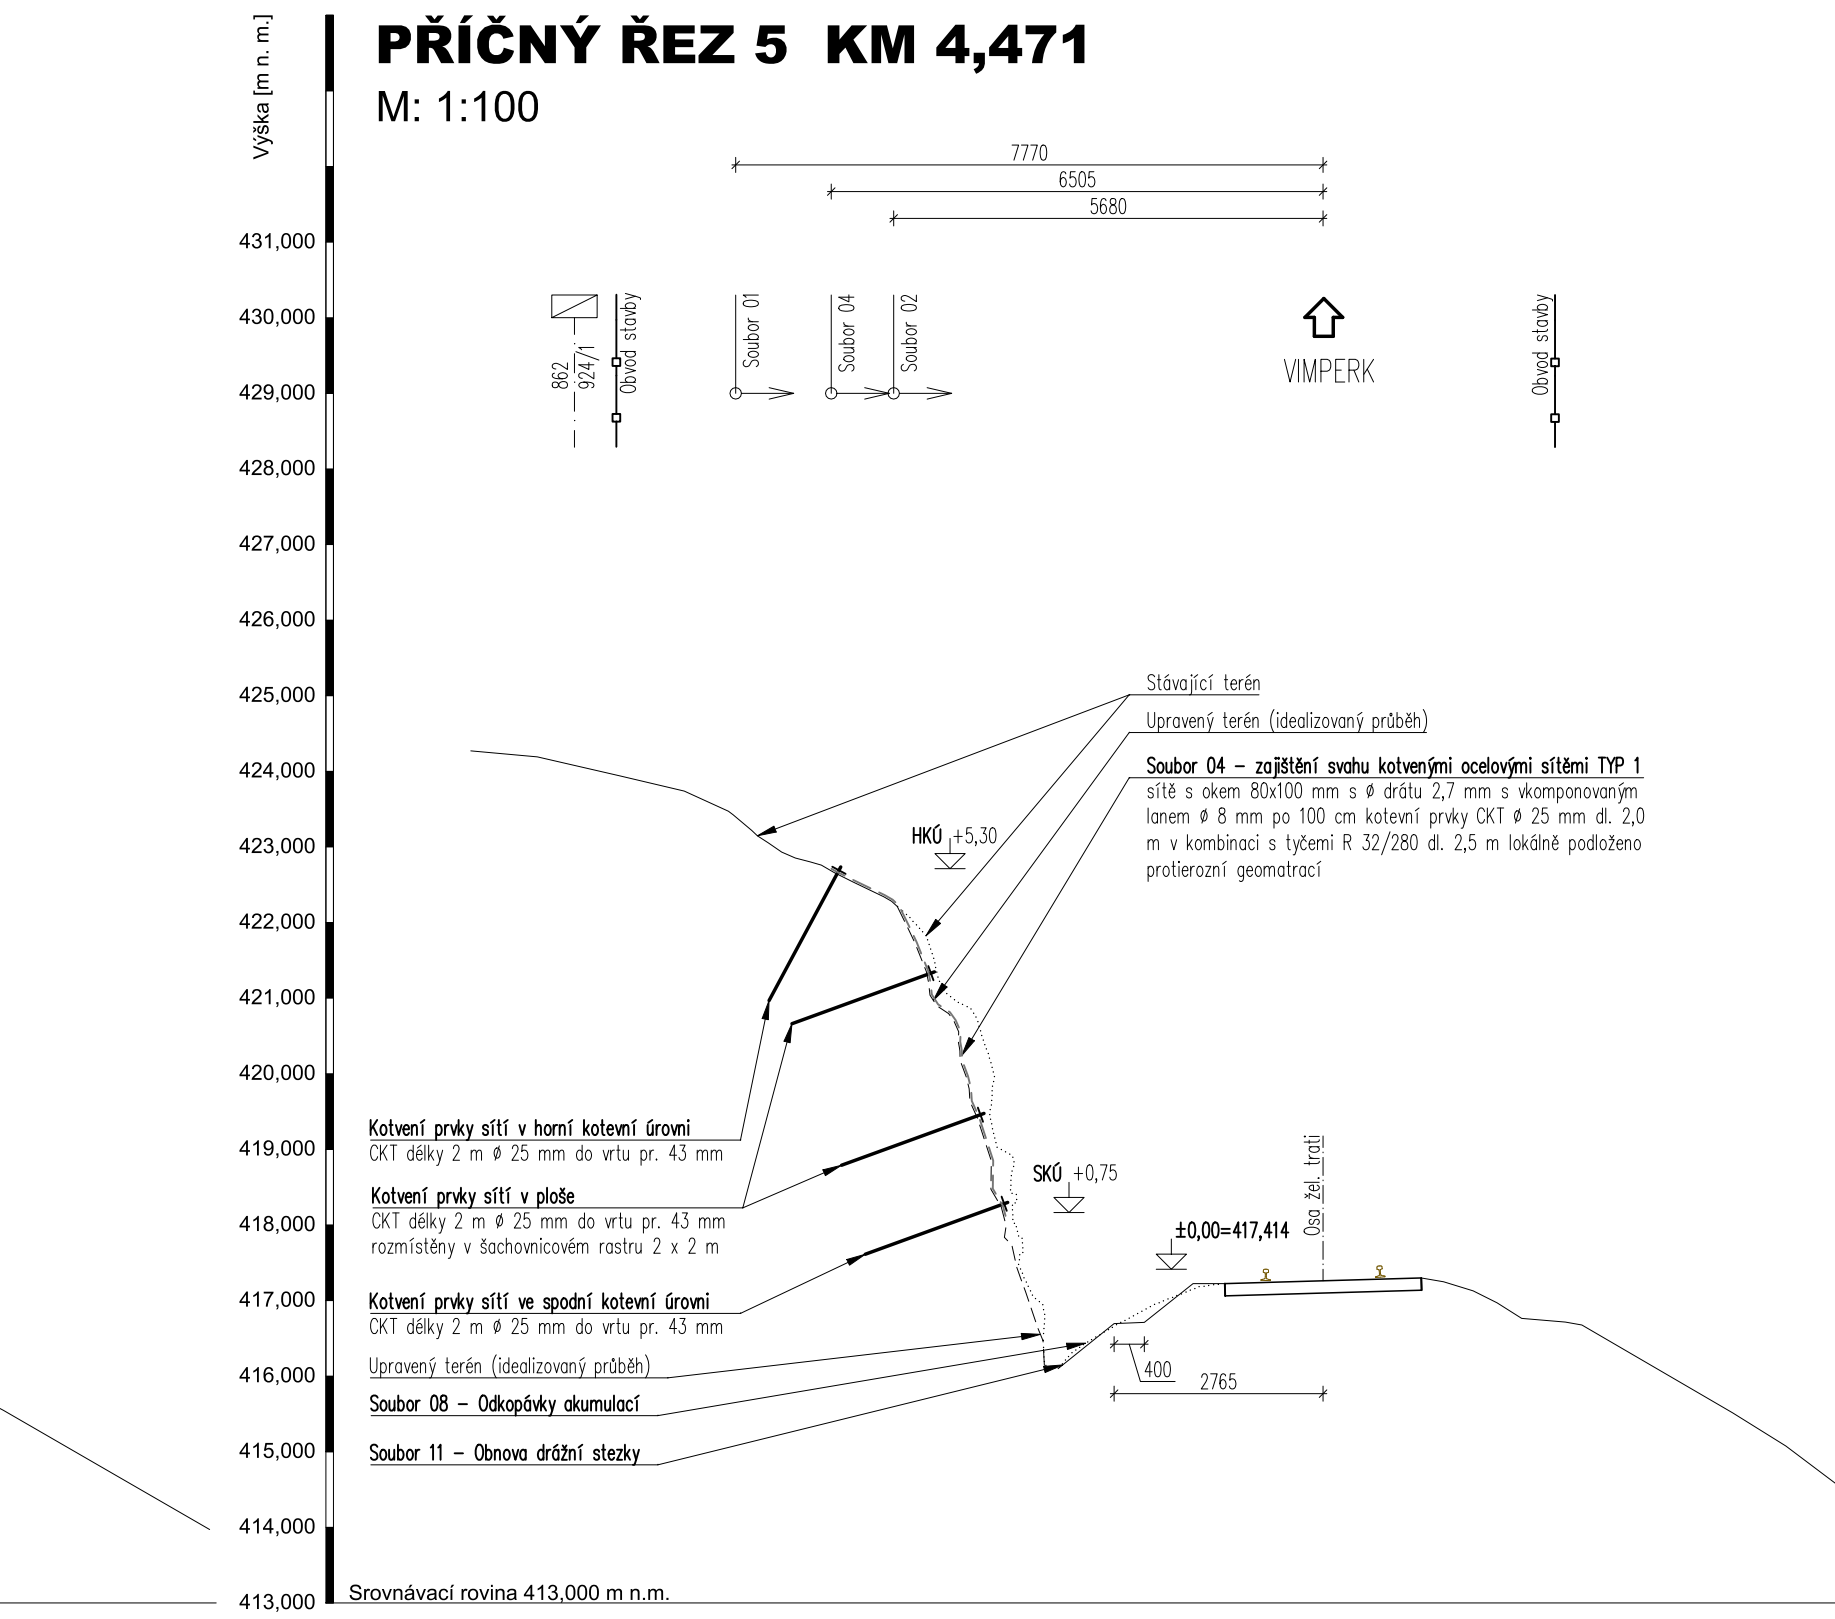 Výška [m n. m.]
PŘÍČNÝ ŘEZ 5 KM 4,471
M: 1:100
7770
6505
5680
431,000
430,000
429,000
428,000
427,000
426,000
425,000
424,000
423,000
422,000
421,000
420,000
419,000
418,000
417,000
416,000
415,000
414,000
413,000
862
924/1
Obvod stavby
Soubor 01
Soubor 04
Soubor 02
VIMPERK
Obvod stavby
Stávající terén
Upravený terén (idealizovaný průběh)
Soubor 04 – zajištění svahu kotvenými ocelovými sítěmi TYP 1
sítě s okem 80x100 mm s ø drátu 2,7 mm s vkomponovaným
lanem ø 8 mm po 100 cm kotevní prvky CKT ø 25 mm dl. 2,0
m v kombinaci s tyčemi R 32/280 dl. 2,5 m lokálně podloženo
protierozní geomatrací
HKÚ +5,30
Kotvení prvky sítí v horní kotevní úrovni
CKT délky 2 m ø 25 mm do vrtu pr. 43 mm
Kotvení prvky sítí v ploše
CKT délky 2 m ø 25 mm do vrtu pr. 43 mm
rozmístěny v šachovnicovém rastru 2 x 2 m
Kotvení prvky sítí ve spodní kotevní úrovni
CKT délky 2 m ø 25 mm do vrtu pr. 43 mm
Upravený terén (idealizovaný průběh)
Soubor 08 – Odkopávky akumulací
Soubor 11 – Obnova drážní stezky
SKÚ +0,75
±0,00=417,414
Osa žel. trati
400
2765
Srovnávací rovina 413,000 m n.m.